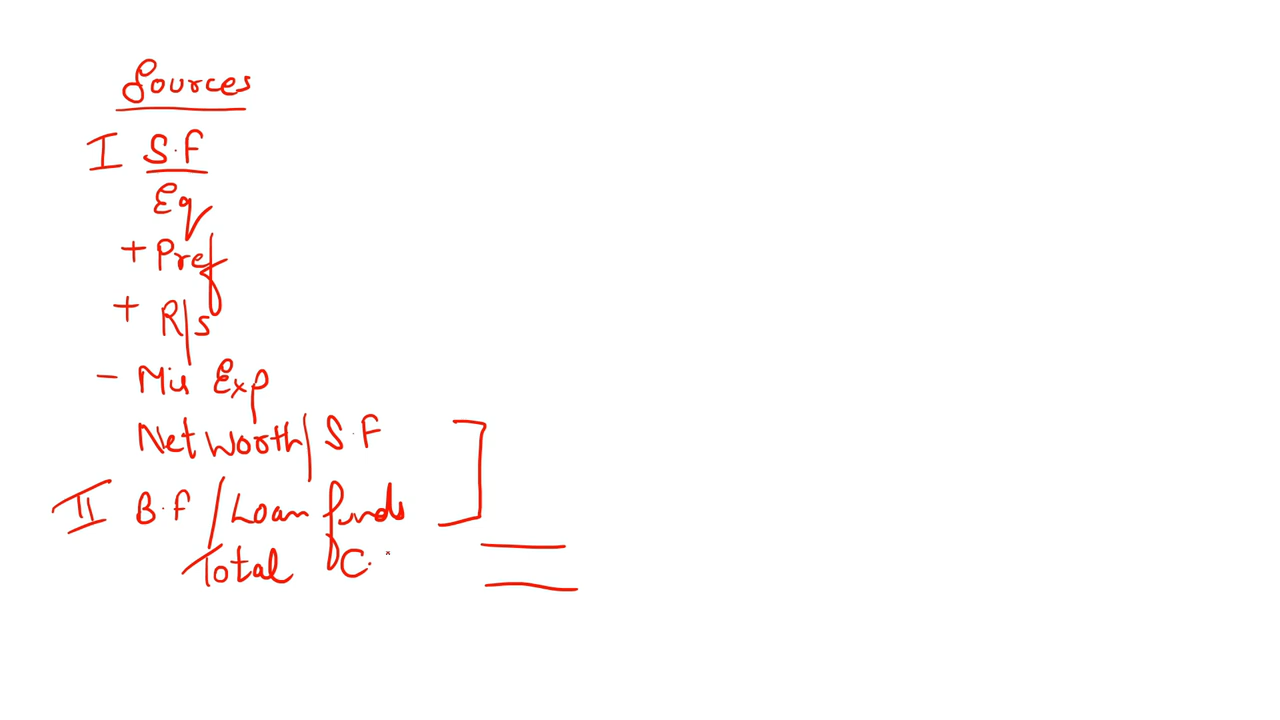 Sources
I S.F
Eq
+ Pref
+ R/s
- Mis Exp
Net Worth/ S.F
II B.F / Loan funds
Total C.